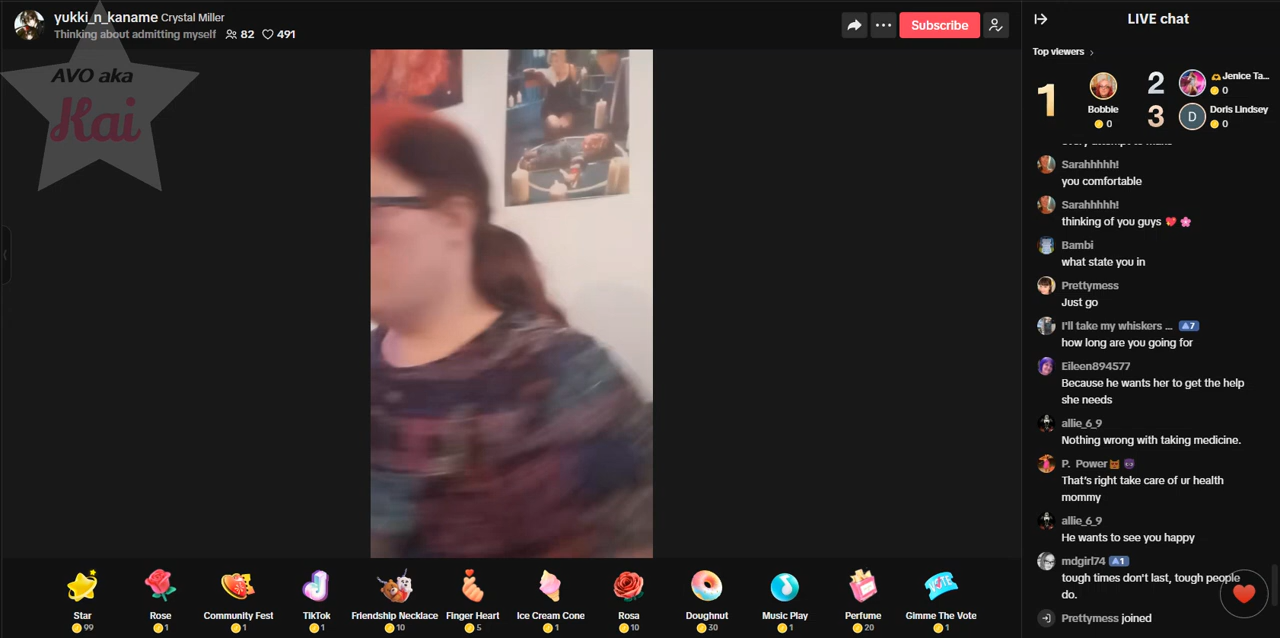 yukki_n_kaname Crystal Miller
Thinking about admitting myself 82 491
Subscribe
AVO aka
Kai
LIVE chat
Top viewers
1
Bobbie
0
2
Jenice Ta...
0
3
D
Doris Lindsey
0
Sarahhhhh!
you comfortable
Sarahhhhh!
thinking of you guys 💖 🌸
Bambi
what state you in
Prettymess
Just go
I'll take my whiskers ... 7
how long are you going for
Eileen894577
Because he wants her to get the help
she needs
allie_6_9
Nothing wrong with taking medicine.
P. Power
That's right take care of ur health
mommy
allie_6_9
He wants to see you happy
mdgirl74 1
tough times don't last, tough people
do.
Prettymess joined
Star
99
Rose
1
Community Fest
1
TikTok
1
Friendship Necklace
10
Finger Heart
5
Ice Cream Cone
1
Rosa
10
Doughnut
30
Music Play
1
Perfume
20
Gimme The Vote
1